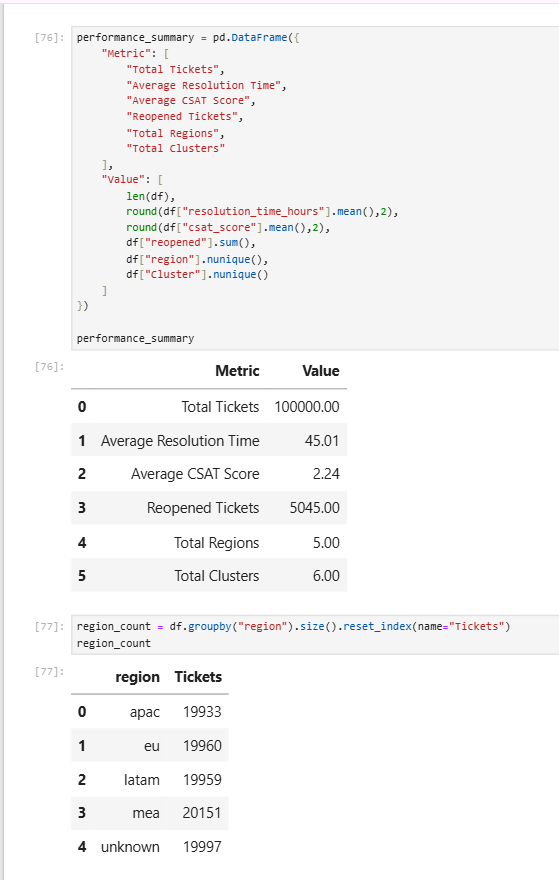 [76]: performance_summary = pd.DataFrame({
    "Metric": [
        "Total Tickets",
        "Average Resolution Time",
        "Average CSAT Score",
        "Reopened Tickets",
        "Total Regions",
        "Total Clusters"
    ],
    "Value": [
        len(df),
        round(df["resolution_time_hours"].mean(),2),
        round(df["csat_score"].mean(),2),
        df["reopened"].sum(),
        df["region"].nunique(),
        df["Cluster"].nunique()
    ]
})
performance_summary
[76]:
Metric Value
0 Total Tickets 100000.00
1 Average Resolution Time 45.01
2 Average CSAT Score 2.24
3 Reopened Tickets 5045.00
4 Total Regions 5.00
5 Total Clusters 6.00
[77]: region_count = df.groupby("region").size().reset_index(name="Tickets")
region_count
[77]:
region Tickets
0 apac 19933
1 eu 19960
2 latam 19959
3 mea 20151
4 unknown 19997